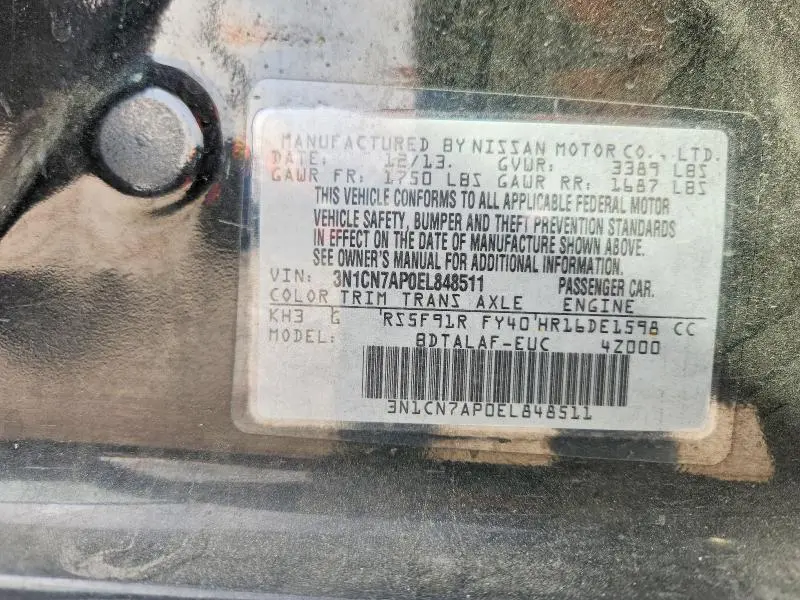 MANUFACTURED BY NISSAN MOTOR CO., LTD.
DATE: 12/13. GVWR: 3389 LBS
GAWR FR: 1750 LBS GAWR RR: 1687 LBS
THIS VEHICLE CONFORMS TO ALL APPLICABLE FEDERAL MOTOR
VEHICLE SAFETY, BUMPER AND THEFT PREVENTION STANDARDS
IN EFFECT ON THE DATE OF MANUFACTURE SHOWN ABOVE.
SEE OWNER'S MANUAL FOR ADDITIONAL INFORMATION.
VIN: 3N1CN7AP0EL848511 PASSENGER CAR.
COLOR TRIM TRANS AXLE ENGINE
KH3 G 'RS5F91R FY40'HR16DE1598 CC
MODEL: BDTALAF-EUC 4Z000
3N1CN7AP0EL848511